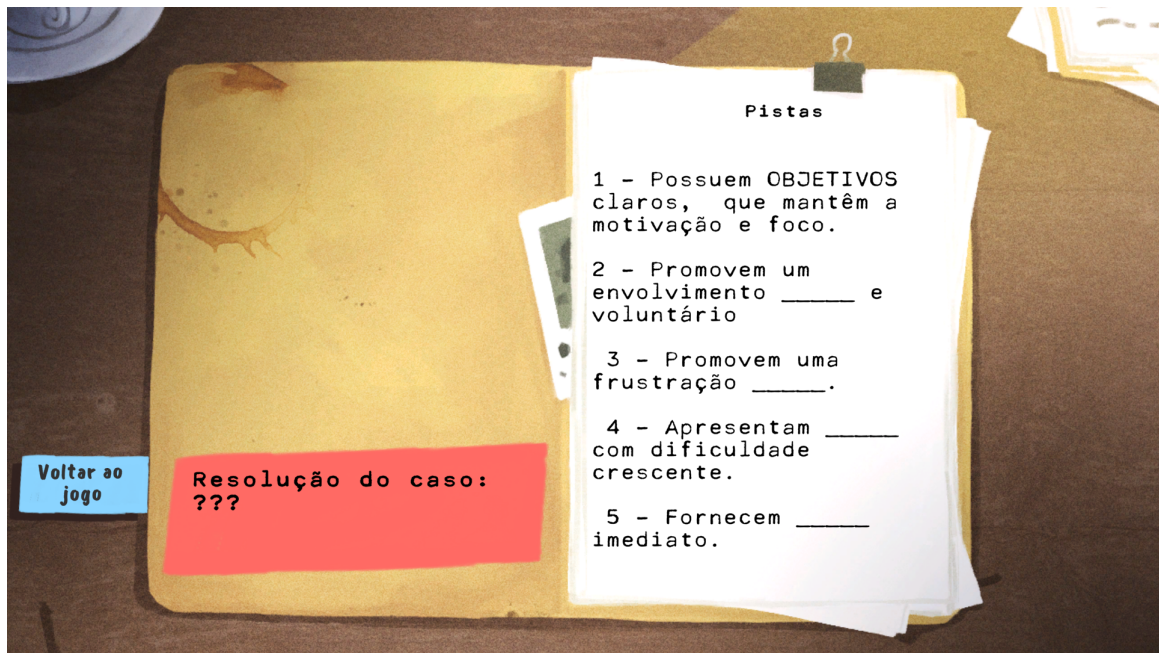 Pistas
1 - Possuem OBJETIVOS
claros,  que mantêm a
motivação e foco.
2 - Promovem um
envolvimento _____ e
voluntário
3 - Promovem uma
frustração _____.
4 - Apresentam _____
com dificuldade
crescente.
5 - Fornecem _____
imediato.
Resolução do caso:
???
Voltar ao
jogo